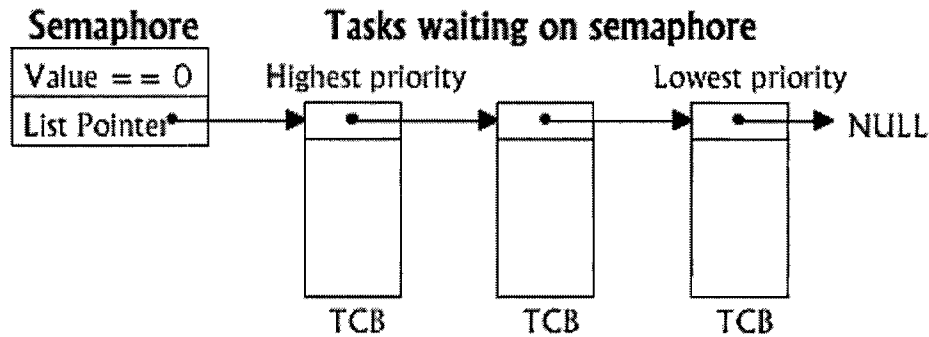 Semaphore
Tasks waiting on semaphore
Value == 0
Highest priority
Lowest priority
List Pointer
NULL
TCB
TCB
TCB